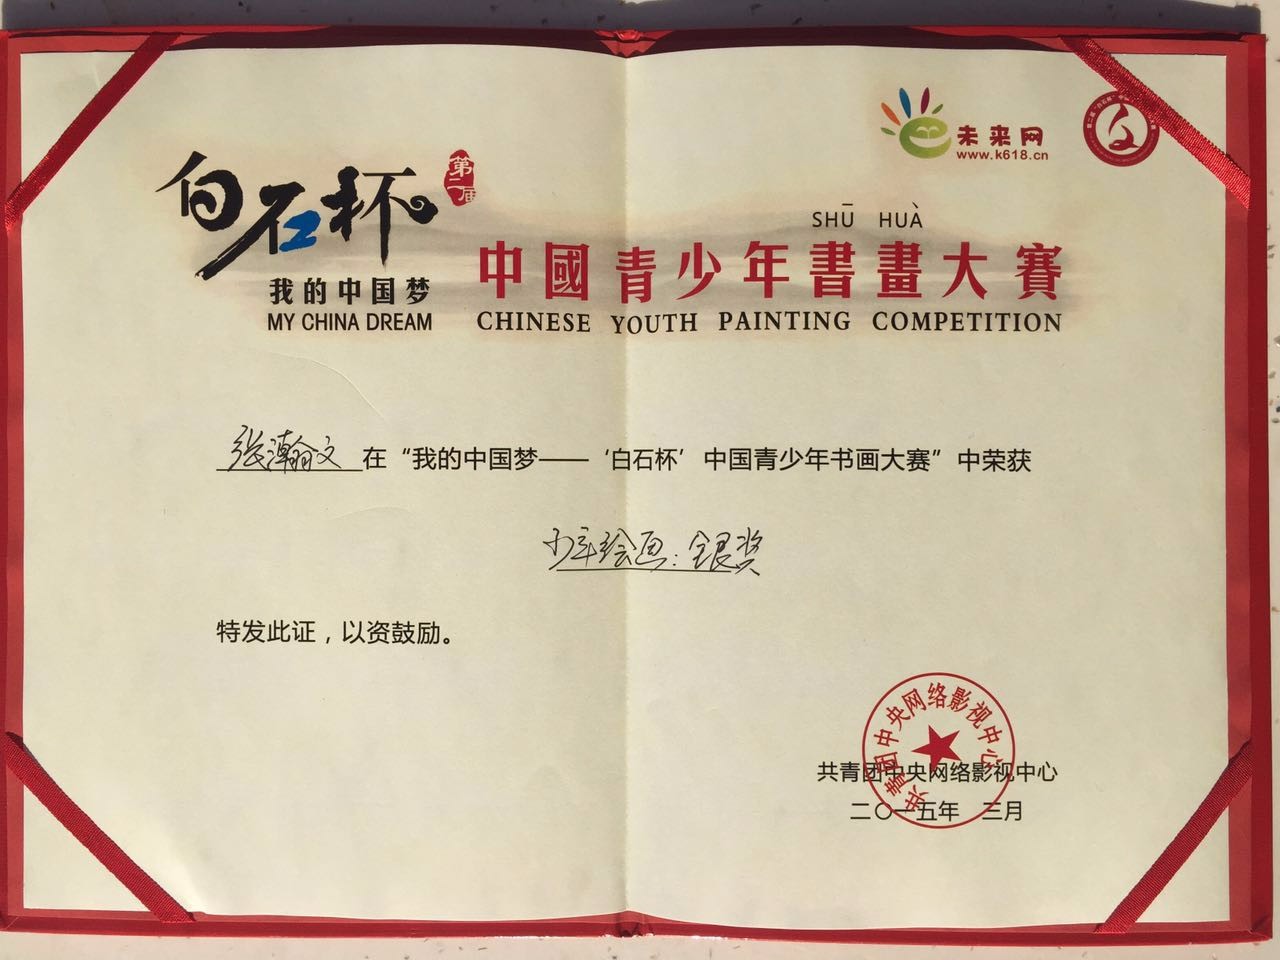 未来网
www.k618.cn
白石杯
第二届
SHŪ HUÀ
中國青少年書畫大賽
我的中国梦
MY CHINA DREAM
CHINESE YOUTH PAINTING COMPETITION
张瀚文在“我的中国梦——‘白石杯’中国青少年书画大赛”中荣获
少年绘画：银奖
特发此证，以资鼓励。
共青团中央网络影视中心
共青团中央网络影视中心
二〇一五年 三月